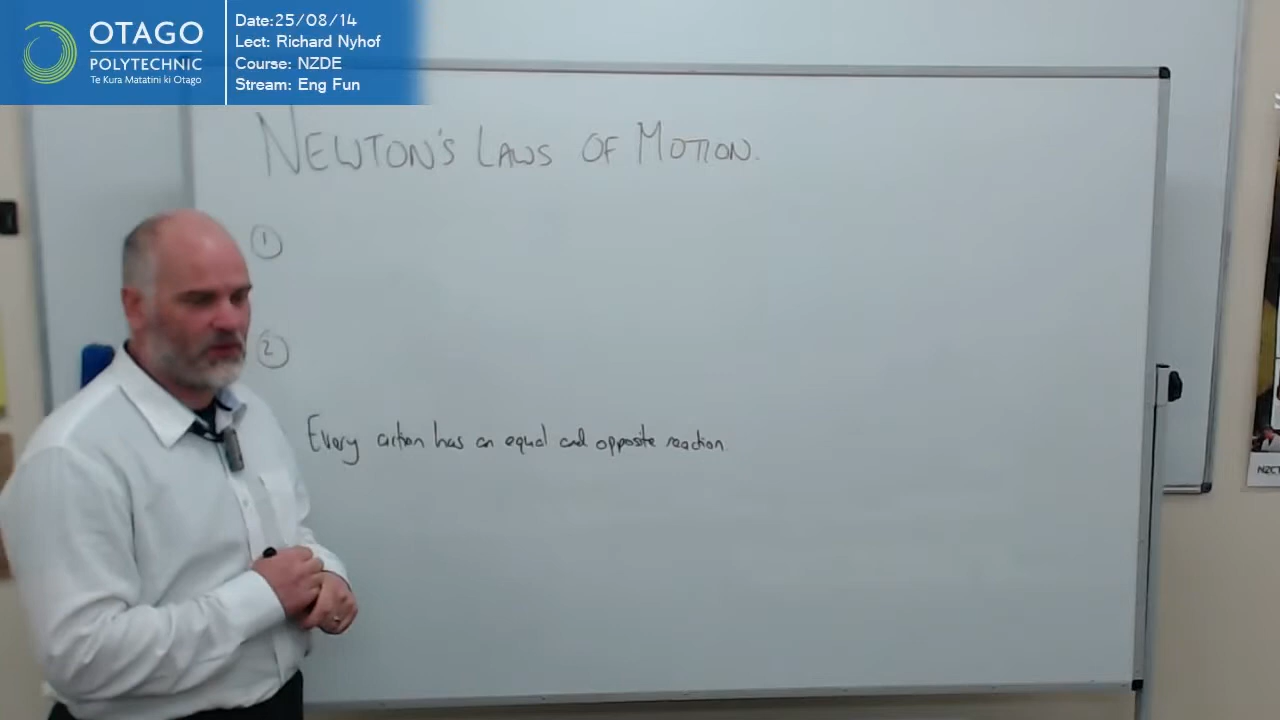 OTAGO
POLYTECHNIC
Te Kura Matatini ki Otago
Date:25/08/14
Lect: Richard Nyhof
Course: NZDE
Stream: Eng Fun
NEWTON'S LAWS OF MOTION.
1
2
Every action has an equal and opposite reaction.